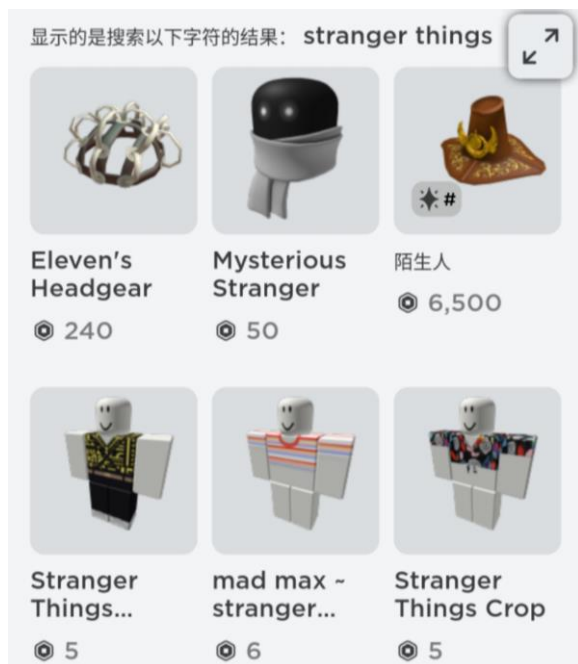 显示的是搜索以下字符的结果： stranger things
Eleven's
Headgear
240
Mysterious
Stranger
50
#
陌生人
6,500
Stranger
Things...
5
mad max ~
stranger...
6
Stranger
Things Crop
5